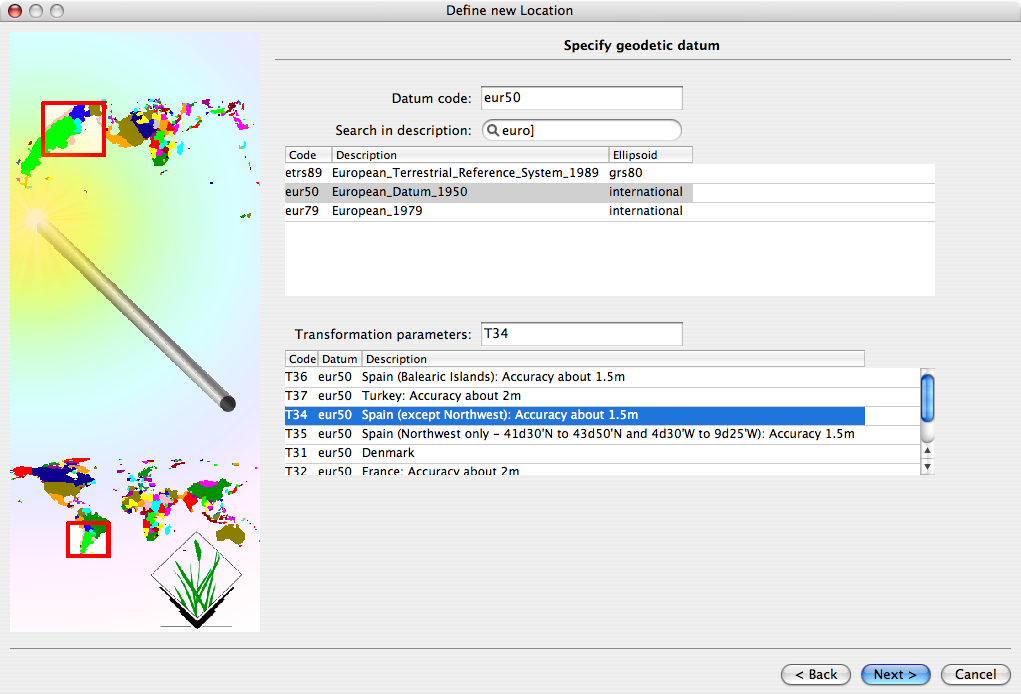 Define new Location
Specify geodetic datum
Datum code: eur50
Search in description: euro
Code Description Ellipsoid
etrs89 European_Terrestrial_Reference_System_1989 grs80
eur50 European_Datum_1950 international
eur79 European_1979 international
Transformation parameters: T34
Code Datum Description
T36 eur50 Spain (Balearic Islands): Accuracy about 1.5m
T37 eur50 Turkey: Accuracy about 2m
T34 eur50 Spain (except Northwest): Accuracy about 1.5m
T35 eur50 Spain (Northwest only - 41d30'N to 43d50'N and 4d30'W to 9d25'W): Accuracy 1.5m
T31 eur50 Denmark
T32 eur50 France: Accuracy about 2m
< Back Next > Cancel